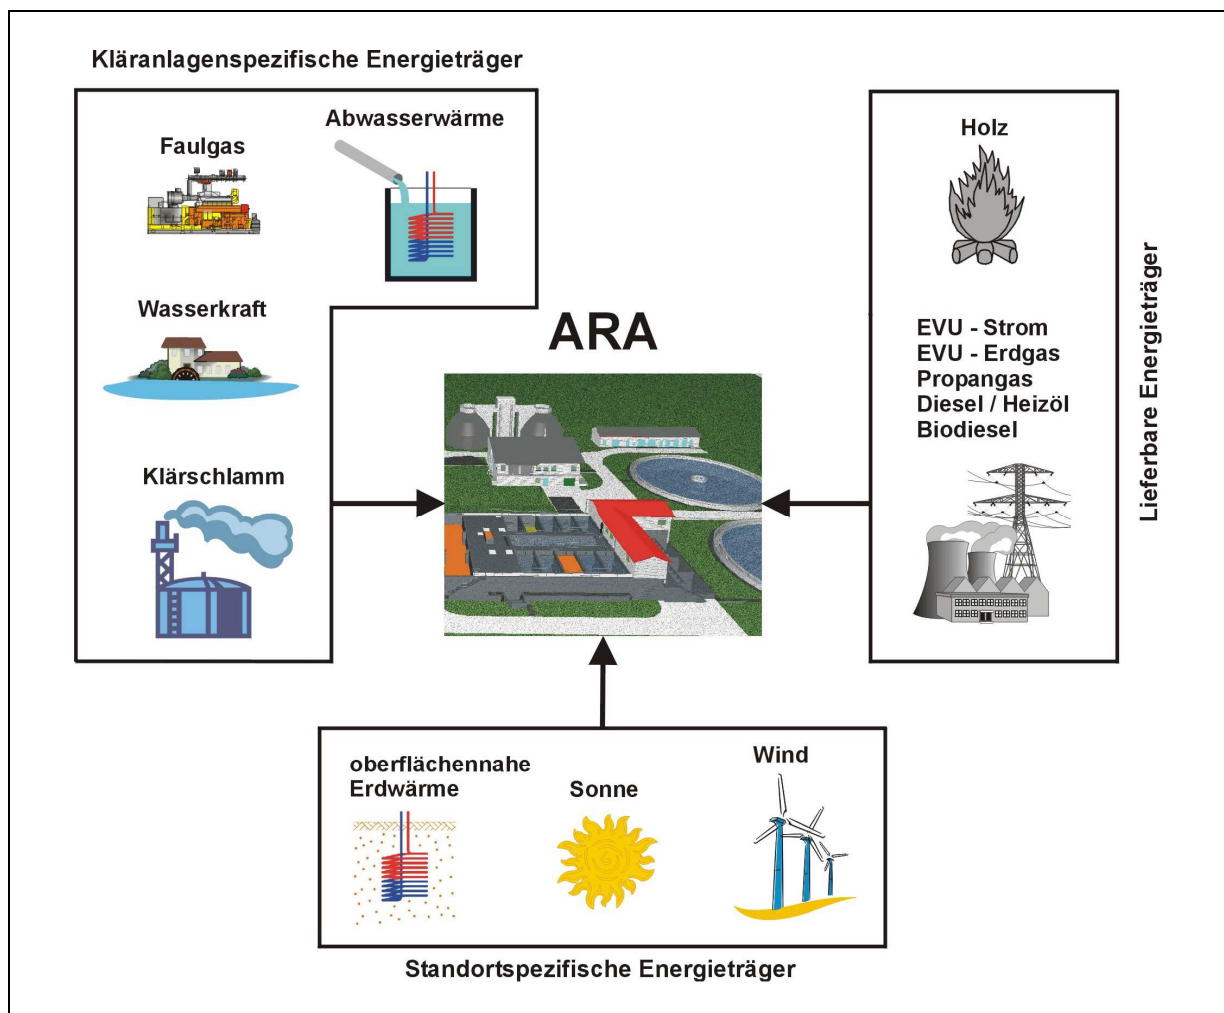 Kläranlagenspezifische Energieträger
Abwasserwärme
Faulgas
Wasserkraft
Klärschlamm
ARA
Holz
EVU - Strom
EVU - Erdgas
Propangas
Diesel / Heizöl
Biodiesel
Lieferbare Energieträger
oberflächennahe
Erdwärme
Sonne
Wind
Standortspezifische Energieträger